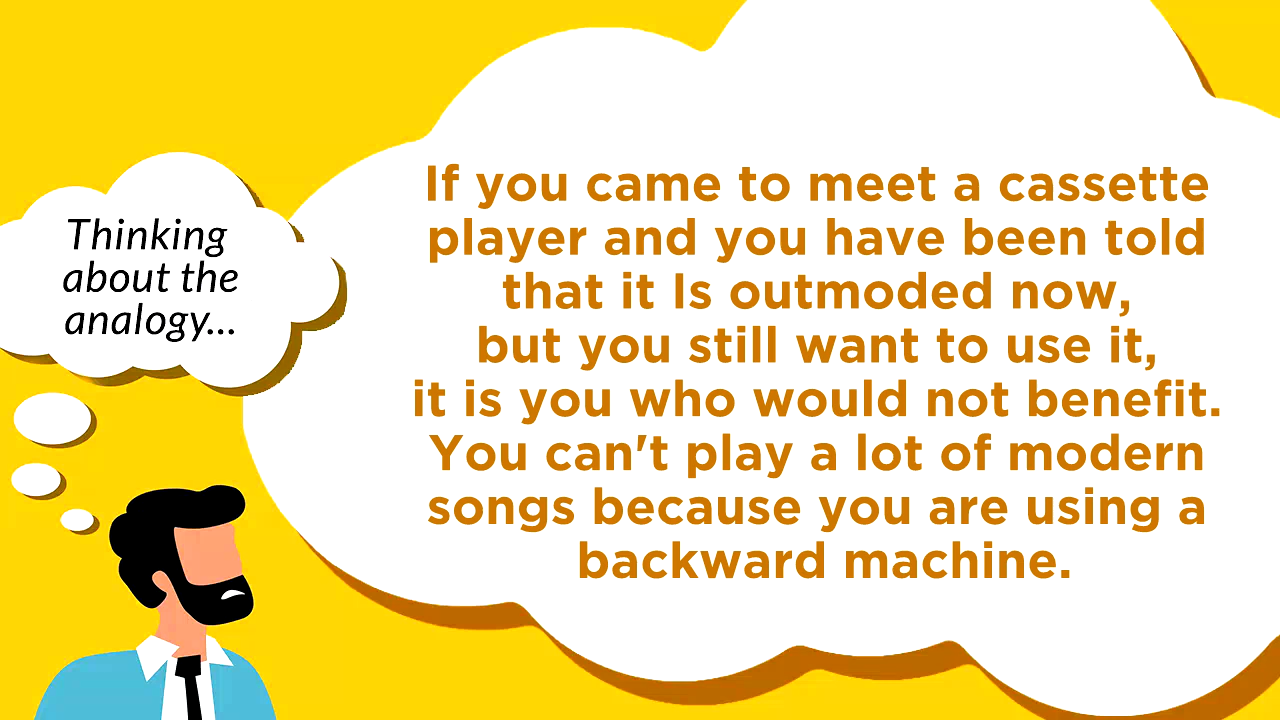 Thinking
about the
analogy...
If you came to meet a cassette
player and you have been told
that it Is outmoded now,
but you still want to use it,
it is you who would not benefit.
You can't play a lot of modern
songs because you are using a
backward machine.